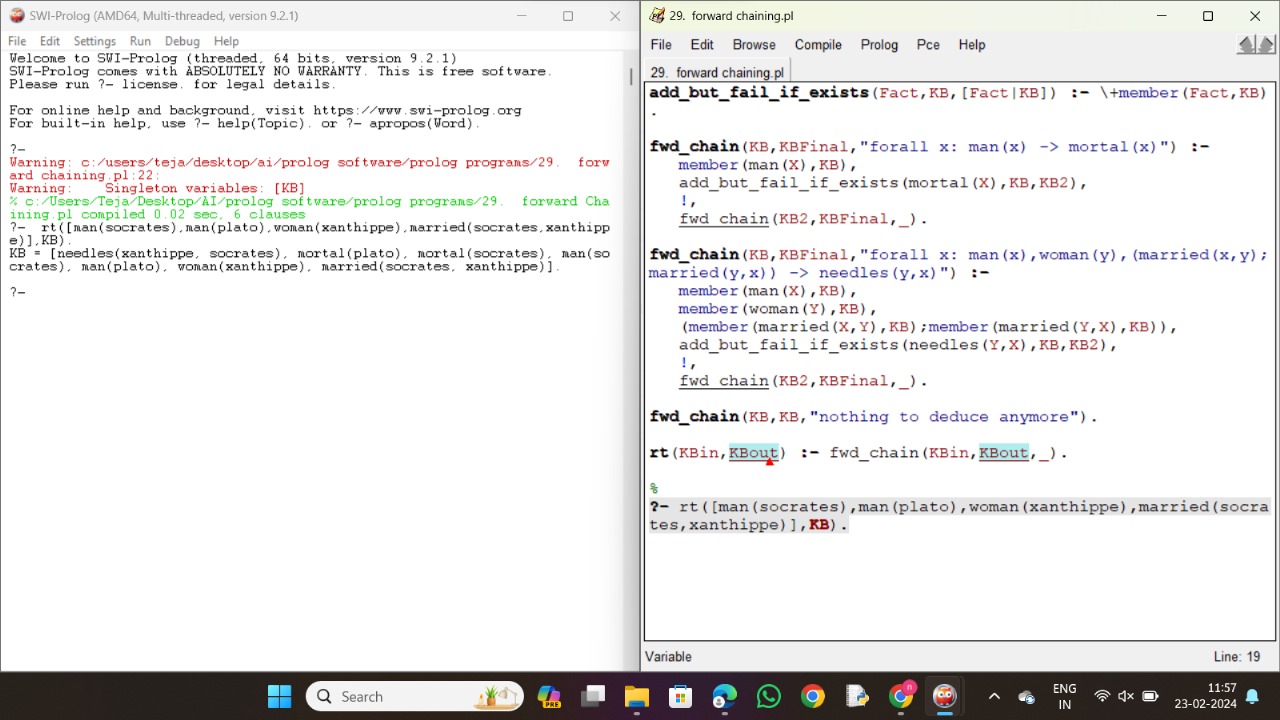 SWI-Prolog (AMD64, Multi-threaded, version 9.2.1)
File Edit Settings Run Debug Help
Welcome to SWI-Prolog (threaded, 64 bits, version 9.2.1)
SWI-Prolog comes with ABSOLUTELY NO WARRANTY. This is free software.
Please run ?- license. for legal details.
For online help and background, visit https://www.swi-prolog.org
For built-in help, use ?- help(Topic). or ?- apropos(Word).
?-
Warning: c:/users/teja/desktop/ai/prolog software/prolog programs/29.  forw
ard chaining.pl:22:
Warning:    Singleton variables: [KB]
% c:/Users/Teja/Desktop/AI/prolog software/prolog programs/29.  forward Cha
ining.pl compiled 0.02 sec, 6 clauses
?-  rt([man(socrates),man(plato),woman(xanthippe),married(socrates,xanthipp
e)],KB).
KB = [needles(xanthippe, socrates), mortal(plato), mortal(socrates), man(so
crates), man(plato), woman(xanthippe), married(socrates, xanthippe)].
?-
29.  forward chaining.pl
File Edit Browse Compile Prolog Pce Help
29.  forward chaining.pl
add_but_fail_if_exists(Fact,KB,[Fact|KB]) :- \+member(Fact,KB)
.
fwd_chain(KB,KBFinal,"forall x: man(x) -> mortal(x)") :-
member(man(X),KB),
add_but_fail_if_exists(mortal(X),KB,KB2),
!,
fwd_chain(KB2,KBFinal,_).
fwd_chain(KB,KBFinal,"forall x: man(x),woman(y),(married(x,y);
married(y,x)) -> needles(y,x)") :-
member(man(X),KB),
member(woman(Y),KB),
(member(married(X,Y),KB);member(married(Y,X),KB)),
add_but_fail_if_exists(needles(Y,X),KB,KB2),
!,
fwd_chain(KB2,KBFinal,_).
fwd_chain(KB,KB,"nothing to deduce anymore").
rt(KBin,KBout) :- fwd_chain(KBin,KBout,_).
%
?- rt([man(socrates),man(plato),woman(xanthippe),married(socra
tes,xanthippe)],KB).
Variable
Line: 19
Search
PRE
n
ENG
IN
11:57
23-02-2024